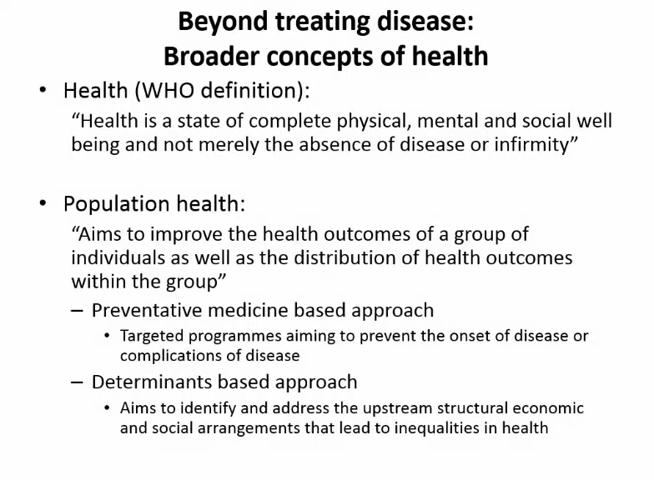 Beyond treating disease:
Broader concepts of health
• Health (WHO definition):
“Health is a state of complete physical, mental and social well
being and not merely the absence of disease or infirmity”
• Population health:
“Aims to improve the health outcomes of a group of
individuals as well as the distribution of health outcomes
within the group”
– Preventative medicine based approach
• Targeted programmes aiming to prevent the onset of disease or
complications of disease
– Determinants based approach
• Aims to identify and address the upstream structural economic
and social arrangements that lead to inequalities in health